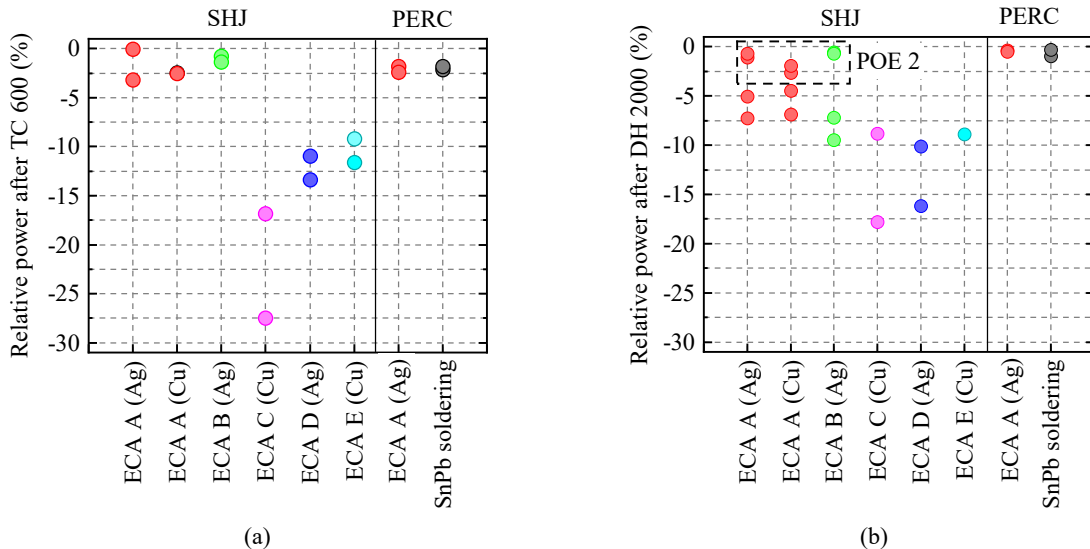 SHJ
PERC
Relative power after TC 600 (%)
0
-5
-10
-15
-20
-25
-30
ECA A (Ag)
ECA A (Cu)
ECA B (Ag)
ECA C (Cu)
ECA D (Ag)
ECA E (Cu)
ECA A (Ag)
SnPb soldering
(a)
SHJ
PERC
Relative power after DH 2000 (%)
0
-5
-10
-15
-20
-25
-30
POE 2
ECA A (Ag)
ECA A (Cu)
ECA B (Ag)
ECA C (Cu)
ECA D (Ag)
ECA E (Cu)
ECA A (Ag)
SnPb soldering
(b)